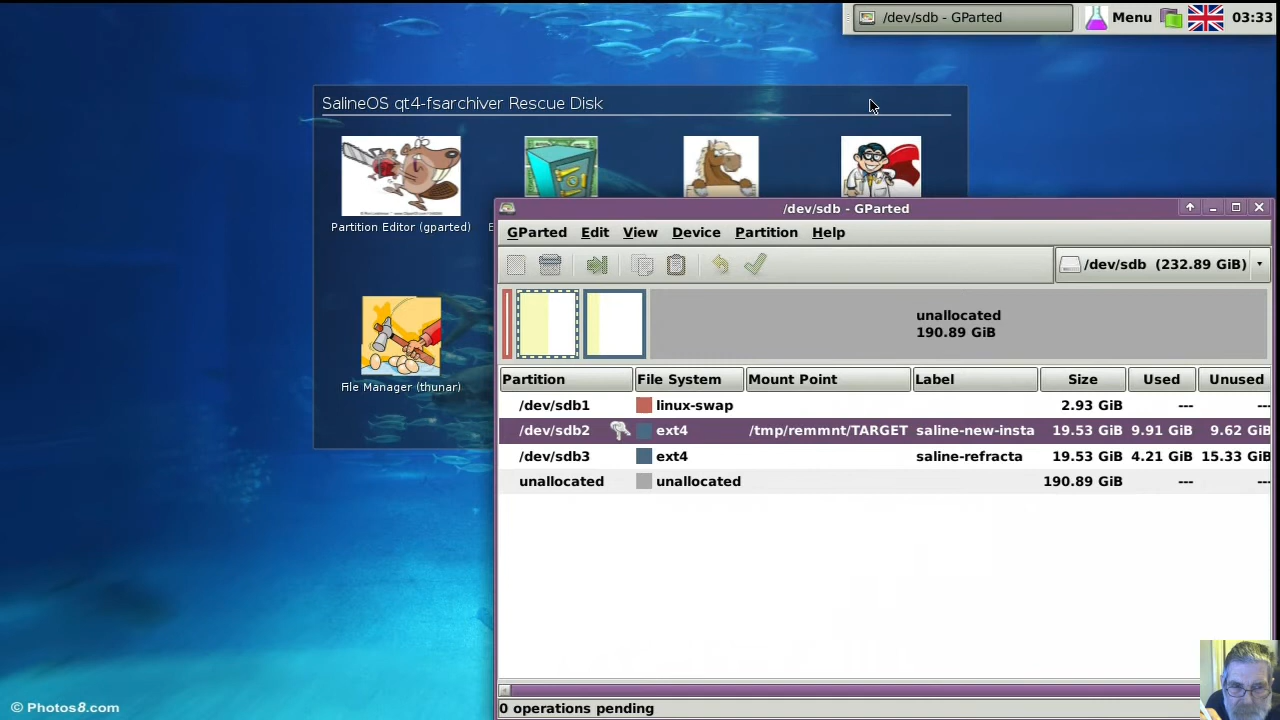 /dev/sdb - GParted
Menu
03:33
SalineOS qt4-fsarchiver Rescue Disk
Partition Editor (gparted)
File Manager (thunar)
/dev/sdb - GParted
GParted Edit View Device Partition Help
/dev/sdb (232.89 GiB)
unallocated
190.89 GiB
Partition File System Mount Point Label Size Used Unused
/dev/sdb1 linux-swap 2.93 GiB --- ---
/dev/sdb2 ext4 /tmp/remmnt/TARGET saline-new-insta 19.53 GiB 9.91 GiB 9.62 GiB
/dev/sdb3 ext4 saline-refracta 19.53 GiB 4.21 GiB 15.33 GiB
unallocated unallocated 190.89 GiB --- ---
0 operations pending
© Photos8.com